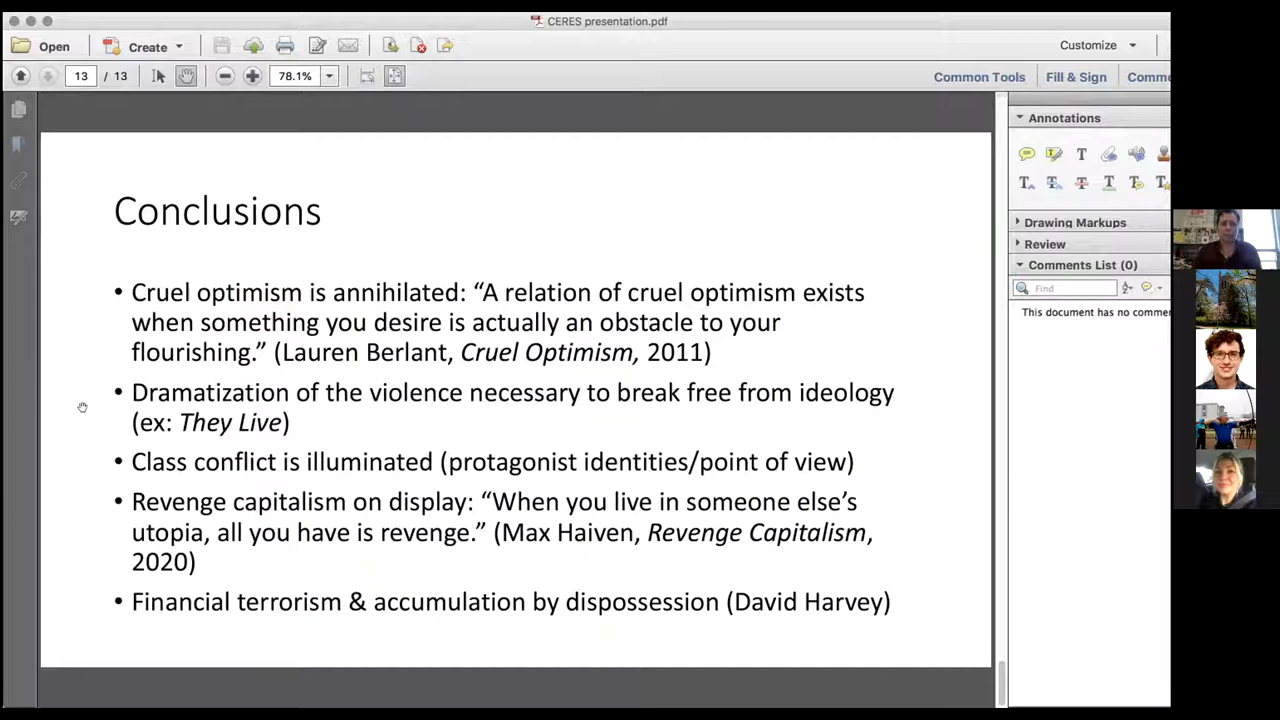 CERES presentation.pdf
Open
Create
Customize
13 / 13
78.1%
Common Tools
Fill & Sign
Comme
Annotations
Drawing Markups
Review
Comments List (0)
Find
This document has no commen
Conclusions
• Cruel optimism is annihilated: “A relation of cruel optimism exists
when something you desire is actually an obstacle to your
flourishing.” (Lauren Berlant, Cruel Optimism, 2011)
• Dramatization of the violence necessary to break free from ideology
(ex: They Live)
• Class conflict is illuminated (protagonist identities/point of view)
• Revenge capitalism on display: “When you live in someone else’s
utopia, all you have is revenge.” (Max Haiven, Revenge Capitalism,
2020)
• Financial terrorism & accumulation by dispossession (David Harvey)